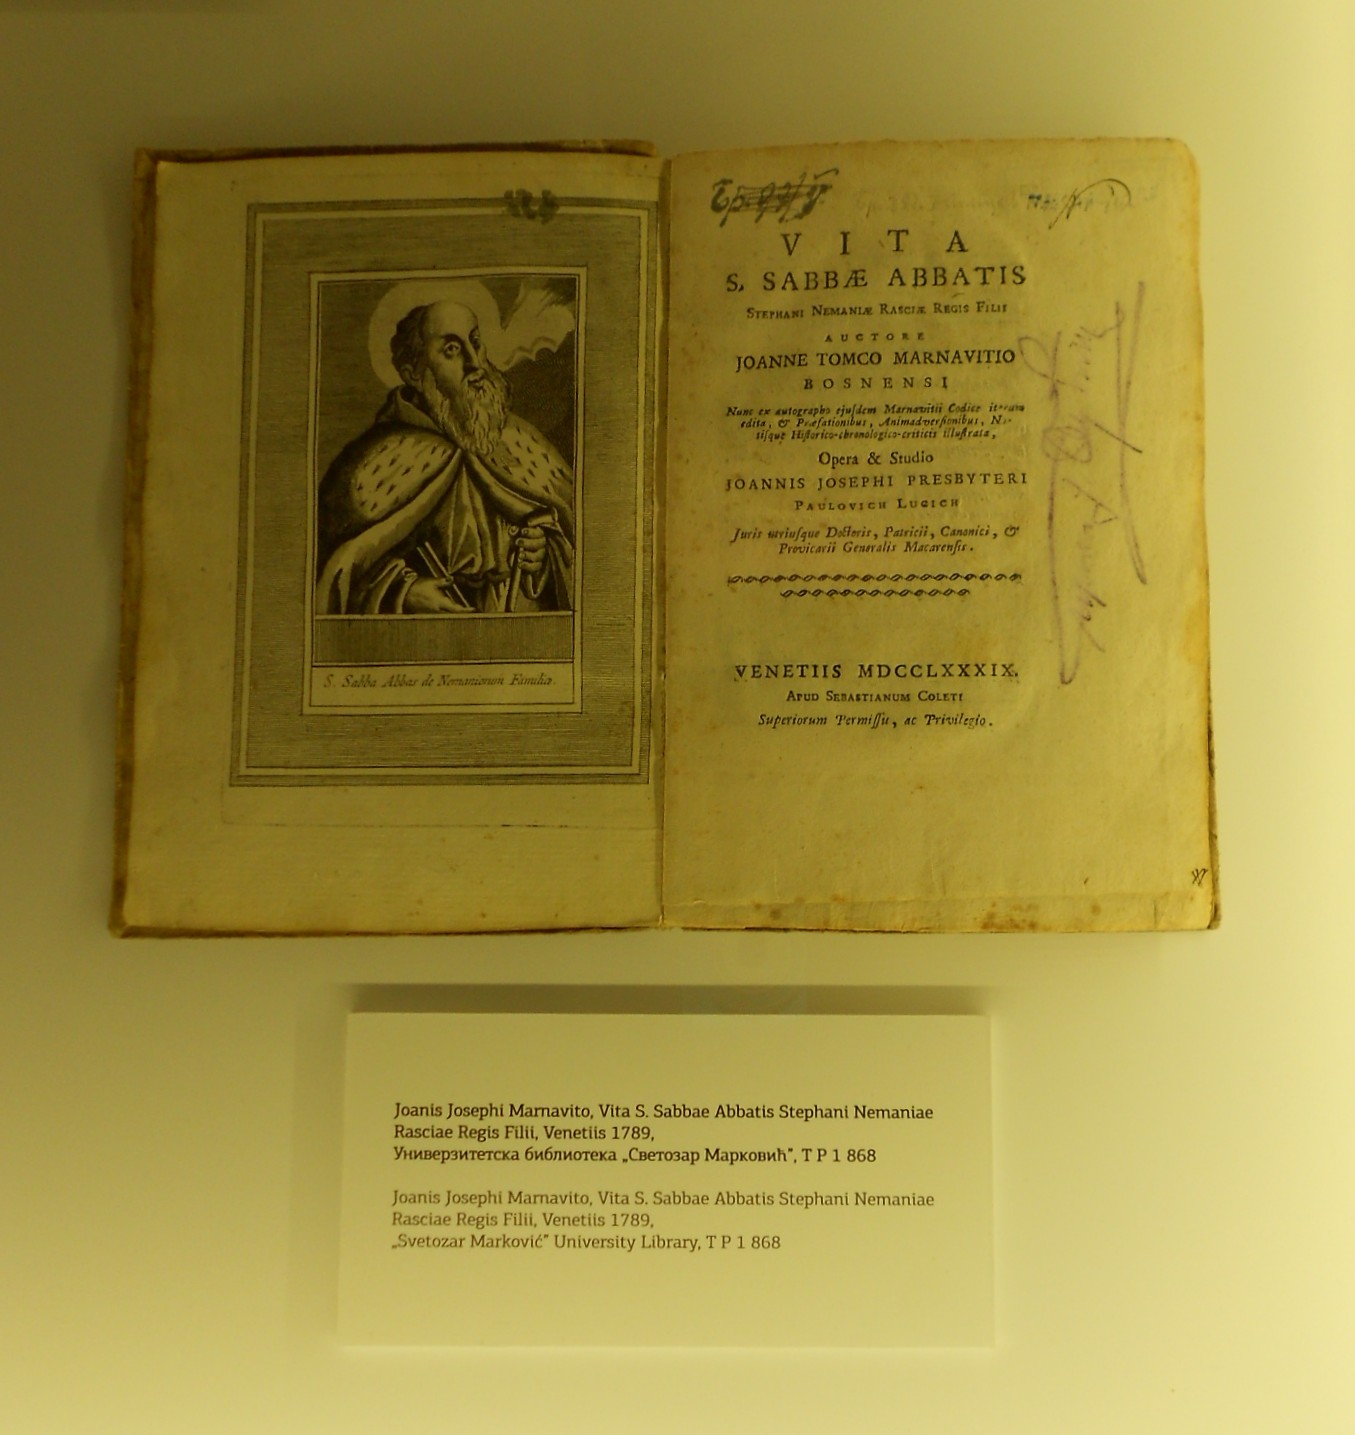 S. Sabba Abbas de Nemaniorum Familia.
VITA
S. SABBÆ ABBATIS
STEPHANI NEMANIÆ RASCIÆ REGIS FILII
AUCTORE
JOANNE TOMCO MARNAVITIO
BOSNENSI
Nunc ex autographo ejuſdem Marnavitii Codice iterum
edita, & Præfationibus, Animadverſionibus, No-
tiſque Hiſtorico-chronologico-criticis illuſtrata,
Opera & Studio
JOANNIS JOSEPHI PRESBYTERI
PAULOVICH LUCICH
Juris utriuſque Doctoris, Patricii, Canonici, &
Provicarii Generalis Macarenſis.
VENETIIS MDCCLXXXIX.
APUD SEBASTIANUM COLETI
Superiorum Permiſſu, ac Privilegio.
Joanis Josephi Marnavito, Vita S. Sabbae Abbatis Stephani Nemaniae
Rasciae Regis Filii, Venetiis 1789,
Универзитетска библиотека „Светозар Марковић”, T P 1 868
Joanis Josephi Marnavito, Vita S. Sabbae Abbatis Stephani Nemaniae
Rasciae Regis Filii, Venetiis 1789,
„Svetozar Marković” University Library, T P 1 868